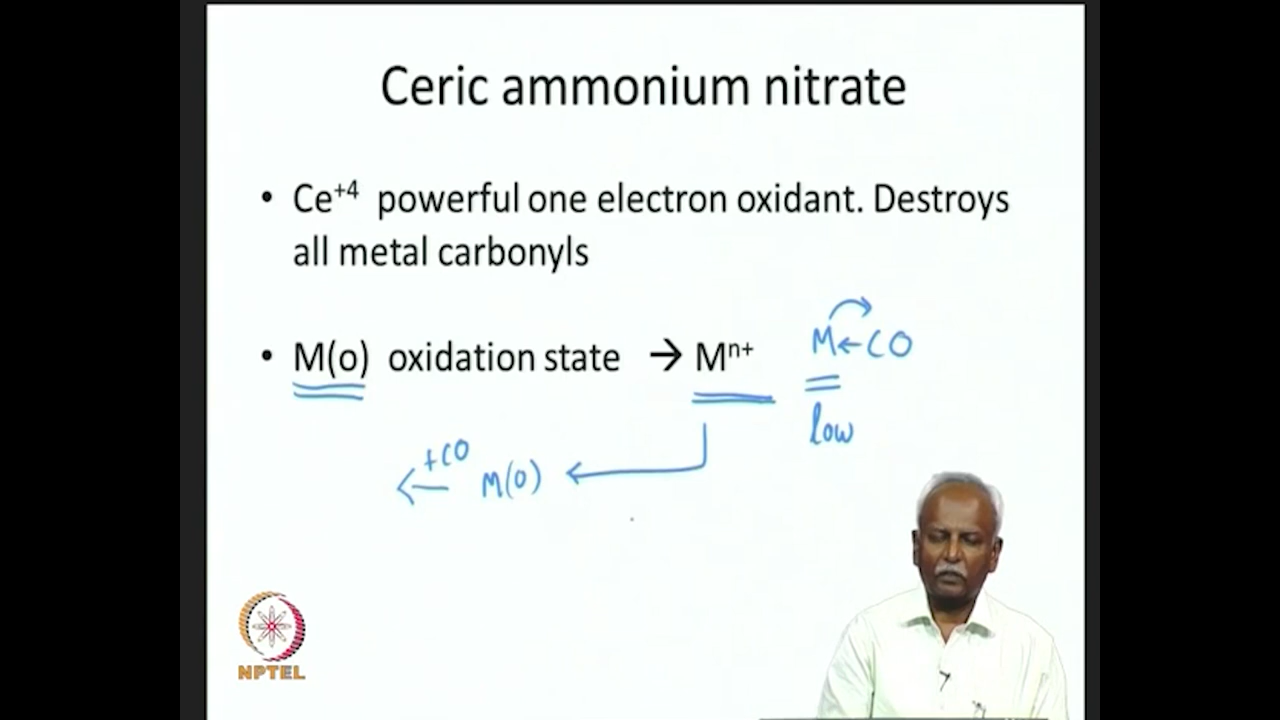 Ceric ammonium nitrate
• Ce⁺⁴ powerful one electron oxidant. Destroys
all metal carbonyls
• M(o) oxidation state → Mⁿ⁺
M←CO
low
+CO
← M(0) ←
NPTEL